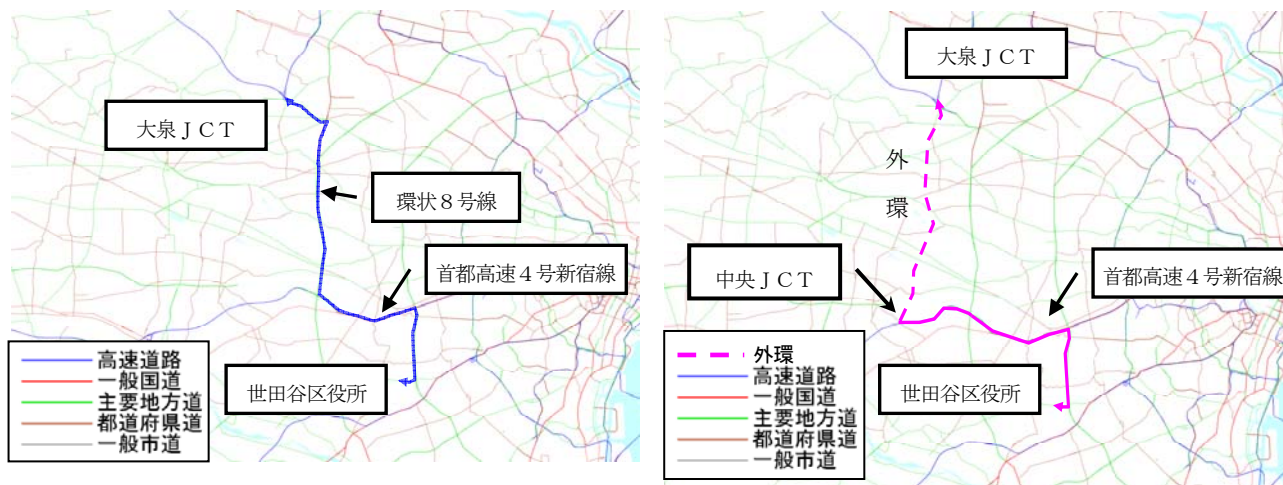 大泉ＪＣＴ
環状８号線
首都高速４号新宿線
世田谷区役所
高速道路
一般国道
主要地方道
都道府県道
一般市道
大泉ＪＣＴ
外
環
中央ＪＣＴ
首都高速４号新宿線
世田谷区役所
外環
高速道路
一般国道
主要地方道
都道府県道
一般市道